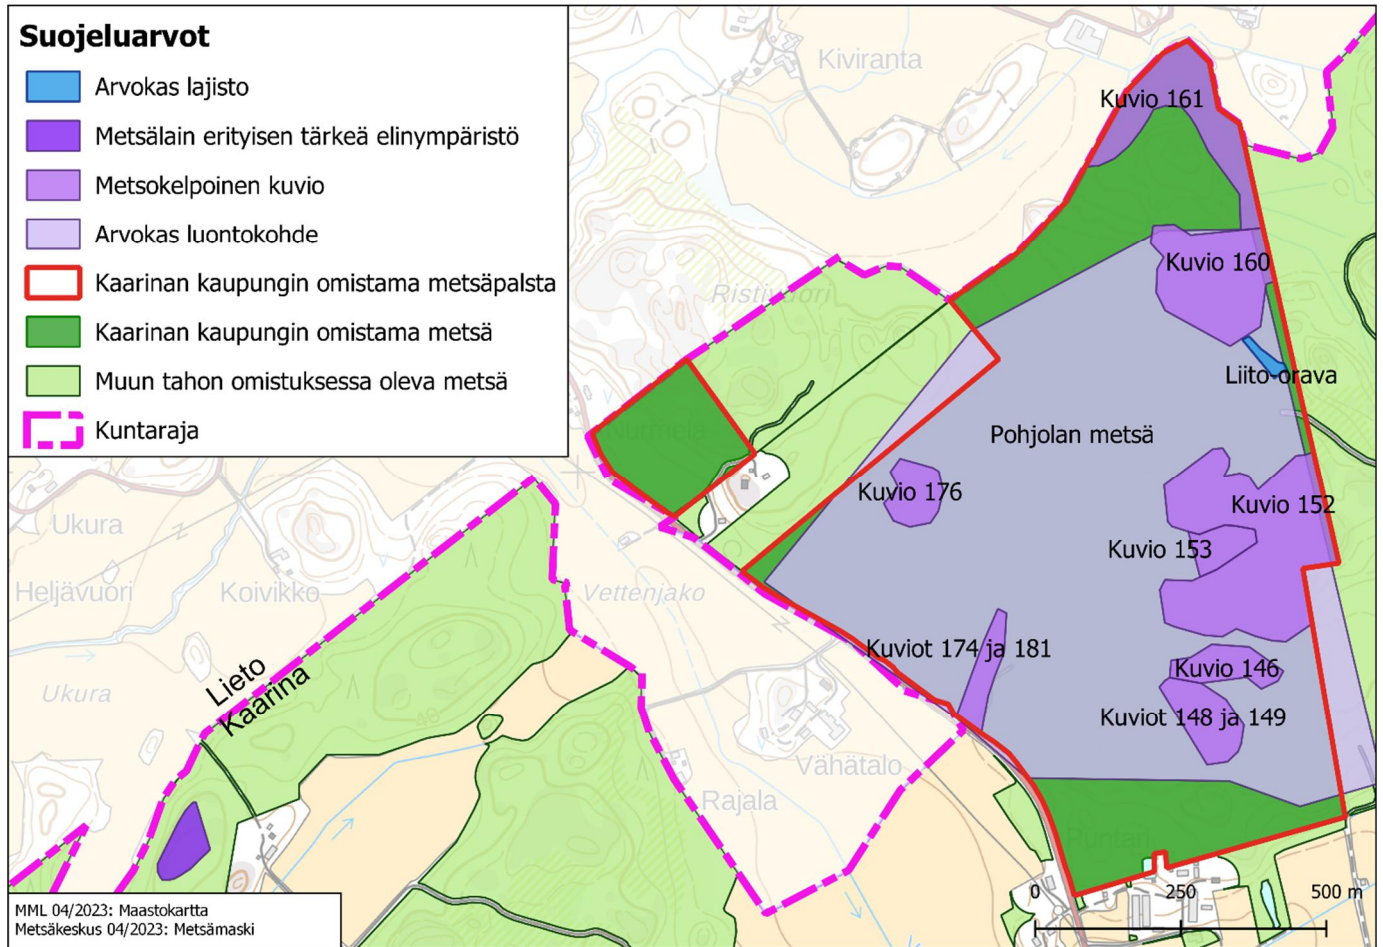 Suojeluarvot
Arvokas lajisto
Metsälain erityisen tärkeä elinympäristö
Metsokelpoinen kuvio
Arvokas luontokohde
Kaarinan kaupungin omistama metsäpalsta
Kaarinan kaupungin omistama metsä
Muun tahon omistuksessa oleva metsä
Kuntaraja
Kiviranta
Kuvio 161
Kuvio 160
Ristivuori
Liito-orava
Nurmela
Pohjolan metsä
Kuvio 176
Kuvio 152
Ukura
Kuvio 153
Heljävuori
Koivikko
Vettenjako
Kuviot 174 ja 181
Kuvio 146
Lieto
Kaarina
Ukura
40
Kuviot 148 ja 149
Vähätalo
Rajala
Puntari
0 250 500 m
MML 04/2023: Maastokartta
Metsäkeskus 04/2023: Metsämaski